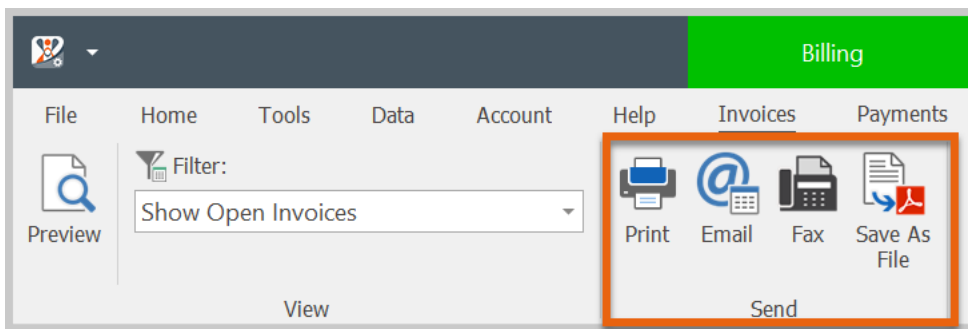 Billing
File Home Tools Data Account Help Invoices Payments
Filter:
Show Open Invoices
Preview
Print Email Fax Save As
File
View Send